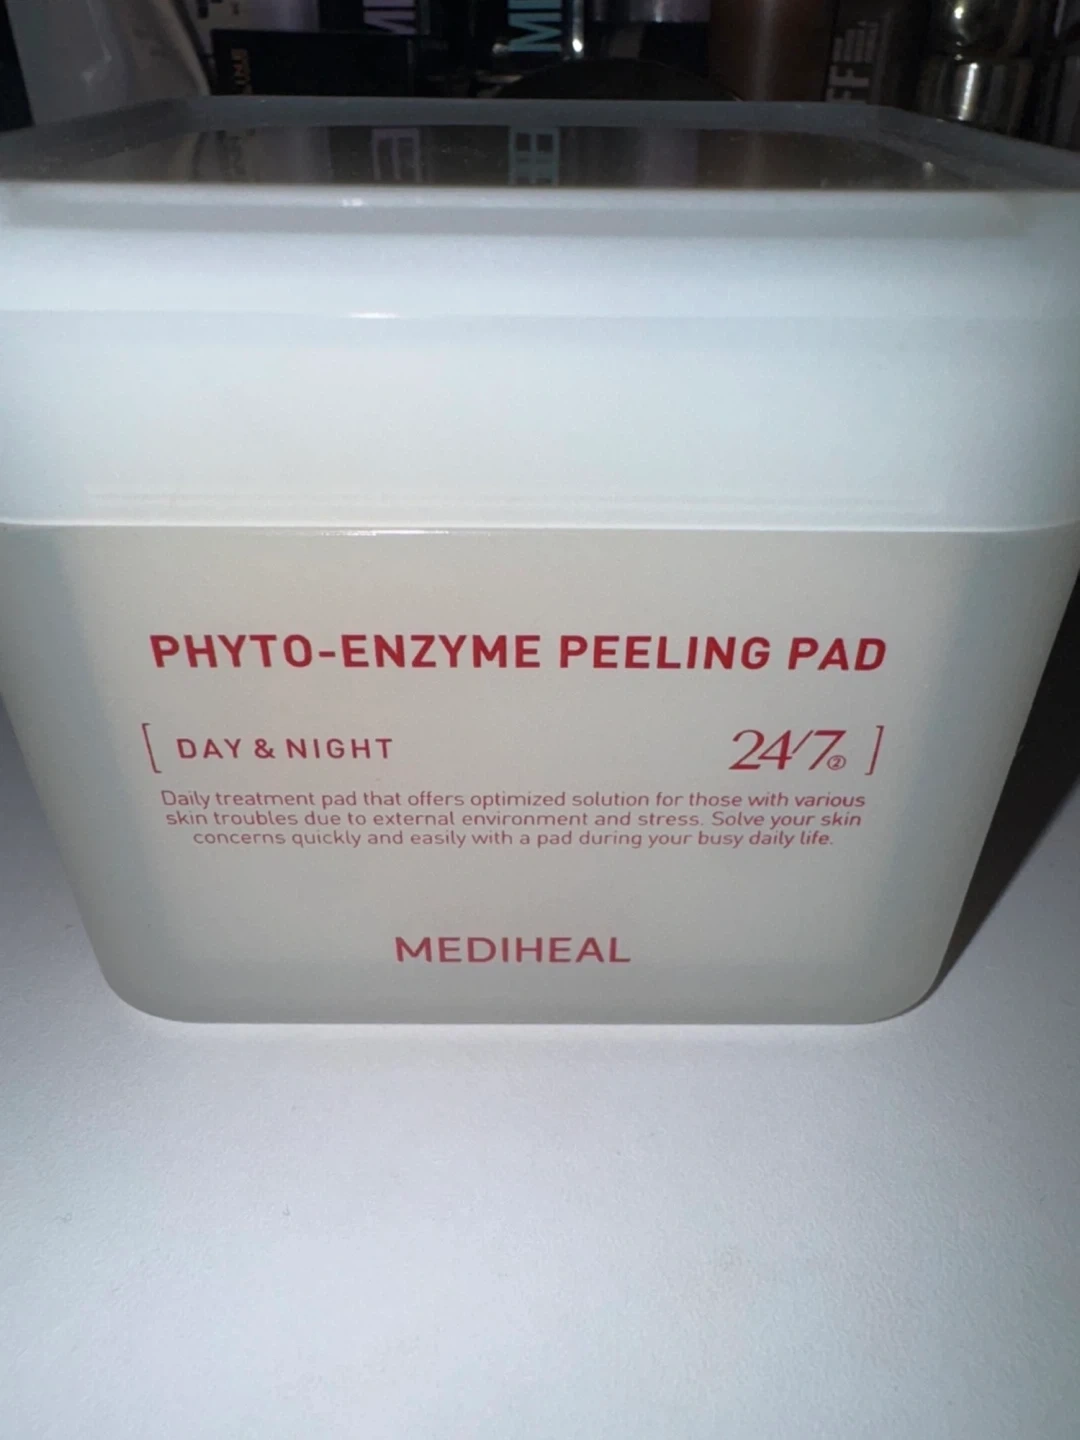 PHYTO-ENZYME PEELING PAD
[ DAY & NIGHT 24/7② ]
Daily treatment pad that offers optimized solution for those with various
skin troubles due to external environment and stress. Solve your skin
concerns quickly and easily with a pad during your busy daily life.
MEDIHEAL